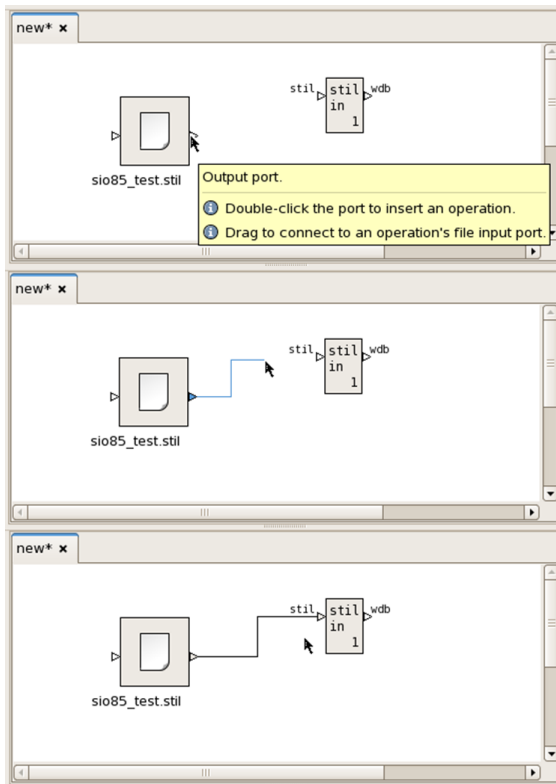 new* ×
stil stil wdb
in
1
sio85_test.stil
Output port.
Double-click the port to insert an operation.
Drag to connect to an operation's file input port.
new* ×
stil stil wdb
in
1
sio85_test.stil
new* ×
stil stil wdb
in
1
sio85_test.stil